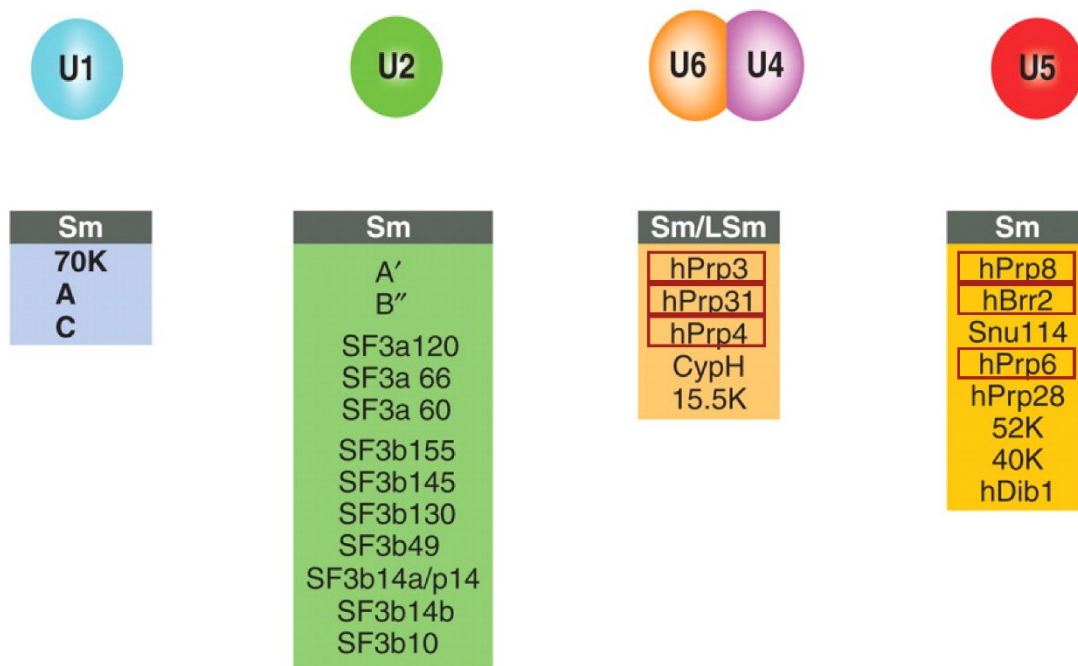 U1
U2
U6 U4
U5
Sm
70K
A
C
Sm
A′
B″
SF3a120
SF3a 66
SF3a 60
SF3b155
SF3b145
SF3b130
SF3b49
SF3b14a/p14
SF3b14b
SF3b10
Sm/LSm
hPrp3
hPrp31
hPrp4
CypH
15.5K
Sm
hPrp8
hBrr2
Snu114
hPrp6
hPrp28
52K
40K
hDib1